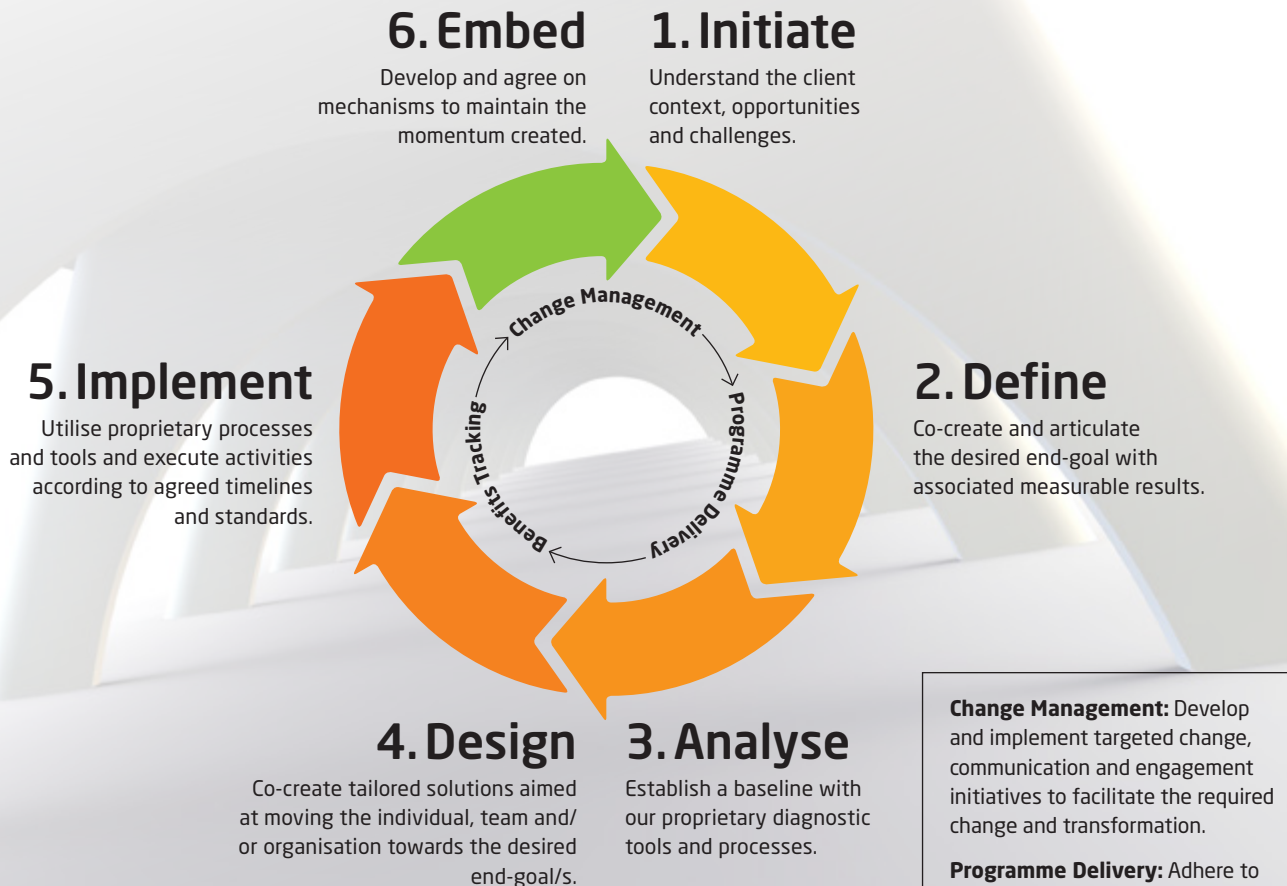 6. Embed
Develop and agree on
mechanisms to maintain the
momentum created.
1. Initiate
Understand the client
context, opportunities
and challenges.
Change Management
Programme Delivery
Benefits Tracking
5. Implement
Utilise proprietary processes
and tools and execute activities
according to agreed timelines
and standards.
2. Define
Co-create and articulate
the desired end-goal with
associated measurable results.
4. Design
Co-create tailored solutions aimed
at moving the individual, team and/
or organisation towards the desired
end-goal/s.
3. Analyse
Establish a baseline with
our proprietary diagnostic
tools and processes.
Change Management: Develop
and implement targeted change,
communication and engagement
initiatives to facilitate the required
change and transformation.
Programme Delivery: Adhere to